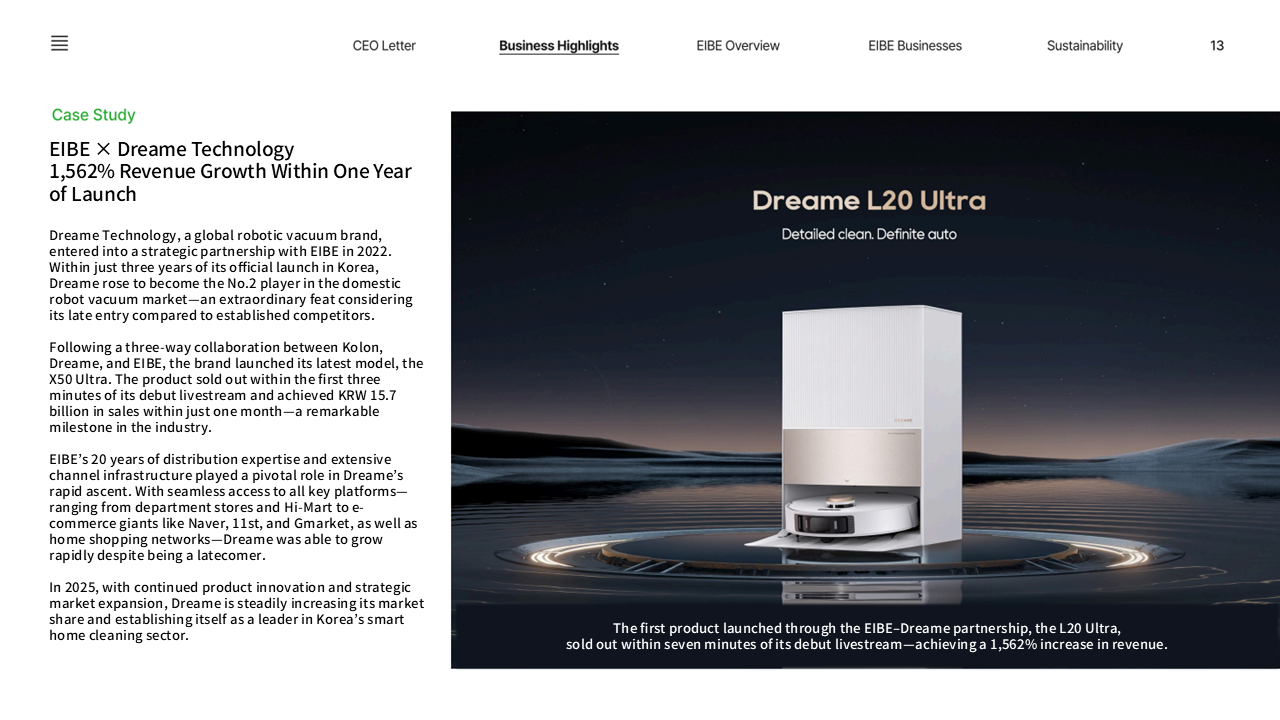 CEO Letter
Business Highlights
EIBE Overview
EIBE Businesses
Sustainability
13
Case Study
EIBE × Dreame Technology
1,562% Revenue Growth Within One Year
of Launch
Dreame Technology, a global robotic vacuum brand,
entered into a strategic partnership with EIBE in 2022.
Within just three years of its official launch in Korea,
Dreame rose to become the No.2 player in the domestic
robot vacuum market—an extraordinary feat considering
its late entry compared to established competitors.
Following a three-way collaboration between Kolon,
Dreame, and EIBE, the brand launched its latest model, the
X50 Ultra. The product sold out within the first three
minutes of its debut livestream and achieved KRW 15.7
billion in sales within just one month—a remarkable
milestone in the industry.
EIBE’s 20 years of distribution expertise and extensive
channel infrastructure played a pivotal role in Dreame’s
rapid ascent. With seamless access to all key platforms—
ranging from department stores and Hi-Mart to e-
commerce giants like Naver, 11st, and Gmarket, as well as
home shopping networks—Dreame was able to grow
rapidly despite being a latecomer.
In 2025, with continued product innovation and strategic
market expansion, Dreame is steadily increasing its market
share and establishing itself as a leader in Korea’s smart
home cleaning sector.
Dreame L20 Ultra
Detailed clean. Definite auto
The first product launched through the EIBE–Dreame partnership, the L20 Ultra,
sold out within seven minutes of its debut livestream—achieving a 1,562% increase in revenue.